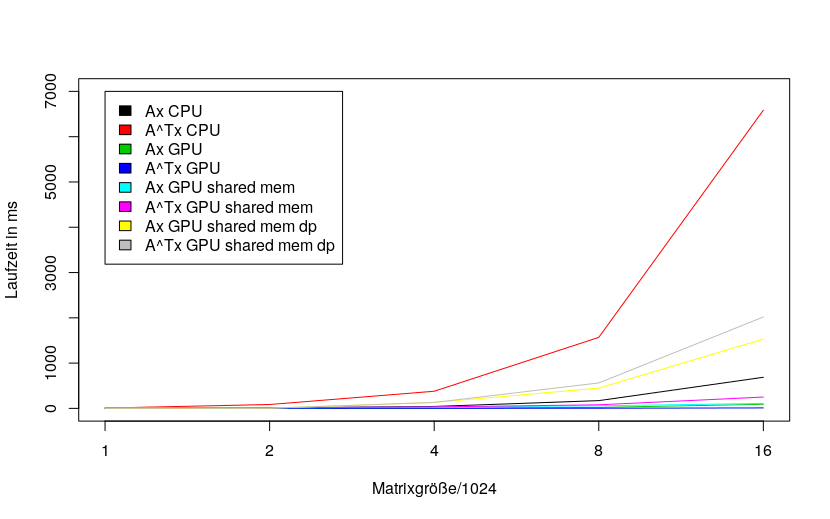 Ax CPU
A^Tx CPU
Ax GPU
A^Tx GPU
Ax GPU shared mem
A^Tx GPU shared mem
Ax GPU shared mem dp
A^Tx GPU shared mem dp
Laufzeit in ms
7000
5000
3000
1000
0
1 2 4 8 16
Matrixgröße/1024